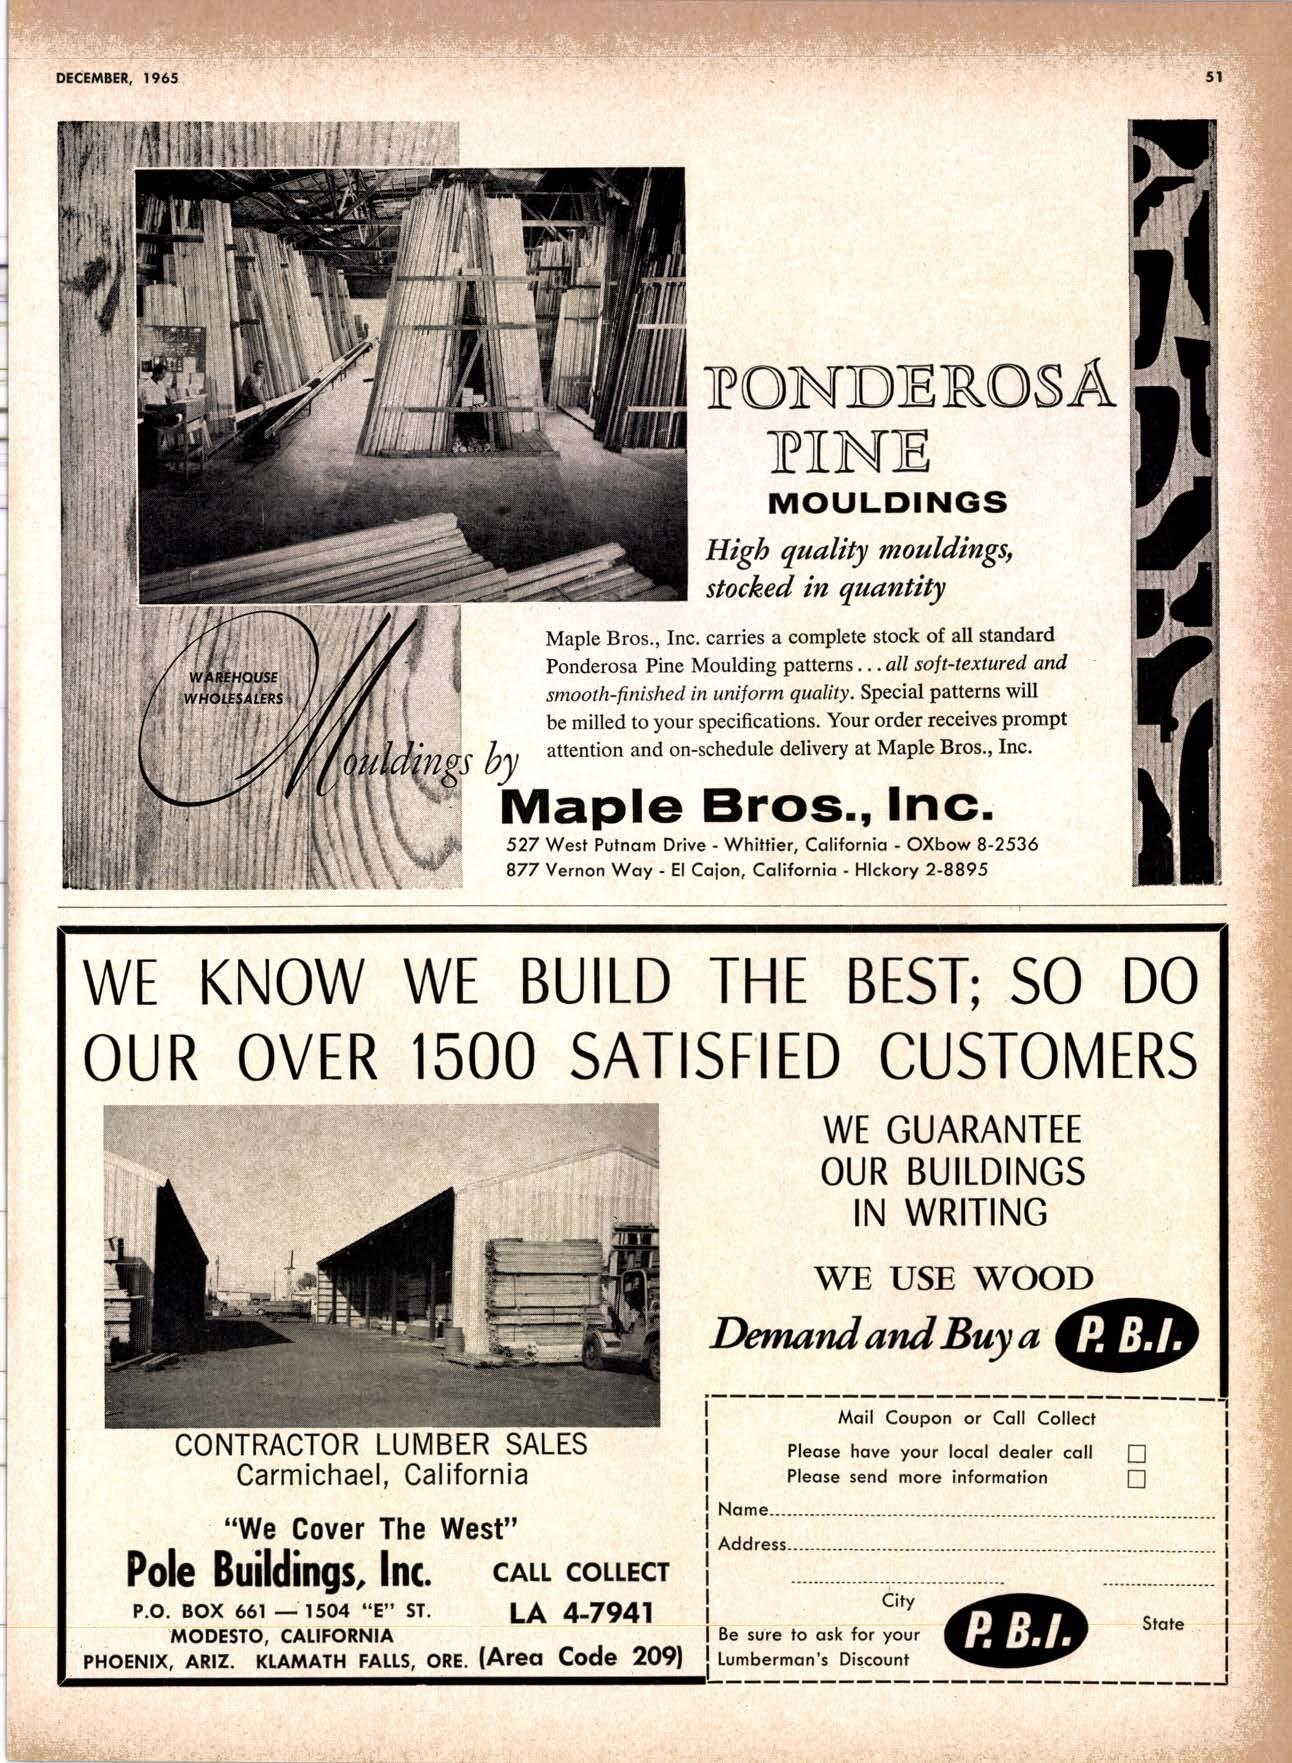 DECEMBER, 1965
51
PONDEROSA
PINE
MOULDINGS
High quality mouldings,
stocked in quantity
WAREHOUSE
WHOLESALERS
Mouldings by
Maple Bros., Inc. carries a complete stock of all standard
Ponderosa Pine Moulding patterns . . . all soft-textured and
smooth-finished in uniform quality. Special patterns will
be milled to your specifications. Your order receives prompt
attention and on-schedule delivery at Maple Bros., Inc.
Maple Bros., Inc.
527 West Putnam Drive - Whittier, California - OXbow 8-2536
877 Vernon Way - El Cajon, California - HIckory 2-8895
WE KNOW WE BUILD THE BEST; SO DO
OUR OVER 1500 SATISFIED CUSTOMERS
WE GUARANTEE
OUR BUILDINGS
IN WRITING
WE USE WOOD
Demand and Buy a P.B.I.
CONTRACTOR LUMBER SALES
Carmichael, California
"We Cover The West"
Pole Buildings, Inc.
P.O. BOX 661 — 1504 "E" ST.
MODESTO, CALIFORNIA
PHOENIX, ARIZ. KLAMATH FALLS, ORE.
CALL COLLECT
LA 4-7941
(Area Code 209)
Mail Coupon or Call Collect
Please have your local dealer call
Please send more information
Name
Address
City
State
Be sure to ask for your
Lumberman's Discount
P.B.I.